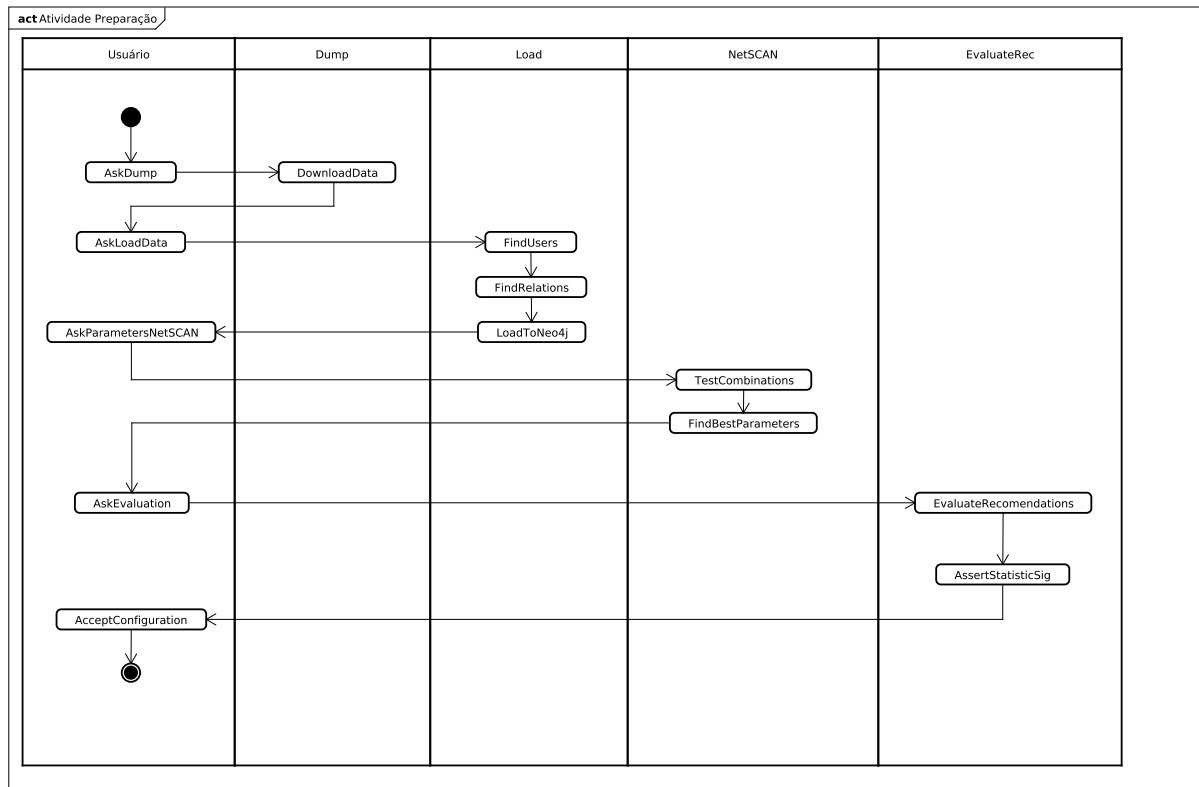 act Atividade Preparação
Usuário
Dump
Load
NetSCAN
EvaluateRec
AskDump
DownloadData
AskLoadData
FindUsers
FindRelations
AskParametersNetSCAN
LoadToNeo4j
TestCombinations
FindBestParameters
AskEvaluation
EvaluateRecomendations
AssertStatisticSig
AcceptConfiguration